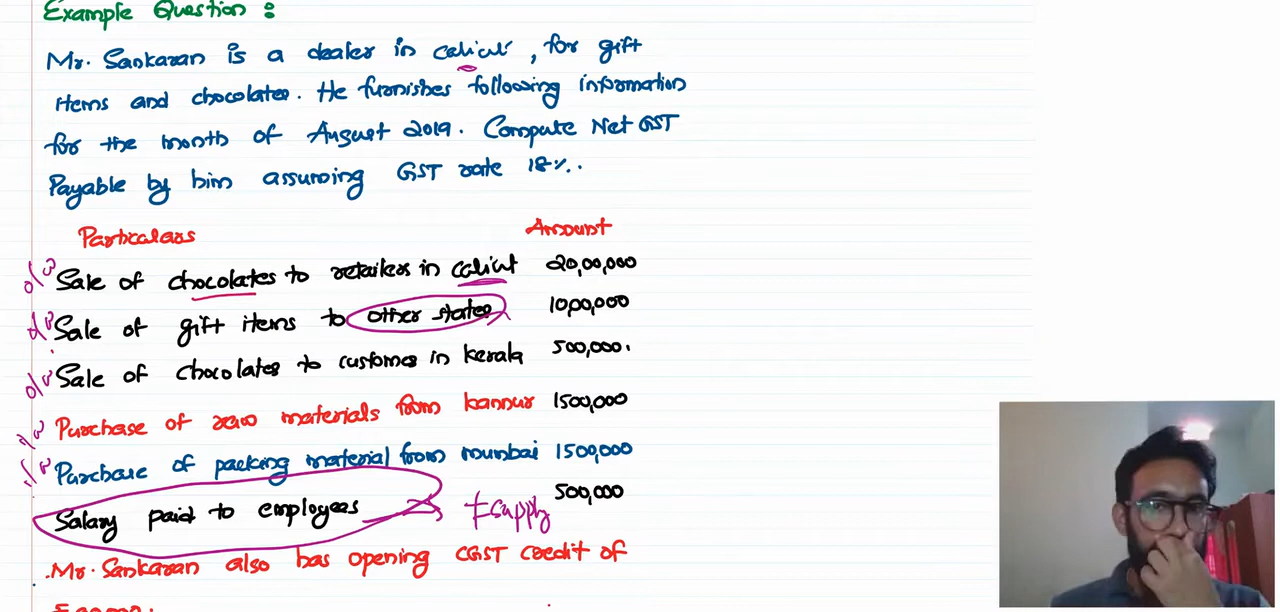 Example Question :
Mr. Sankaran is a dealer in calicut, for gift
items and chocolates. He furnishes following information
for the month of August 2019. Compute Net GST
Payable by him assuming GST rate 18%.
Particulars Amount
o/w Sale of chocolates to retailers in calicut 20,00,000
o/w Sale of gift items to other states 1000,000
o/w Sale of chocolates to customer in kerala 500,000.
i/w Purchase of raw materials from kannur 1500,000
i/w Purchase of packing material from mumbai 1500,000
Salary paid to employees ≠ supply 500,000
Mr. Sankaran also has opening CGST credit of